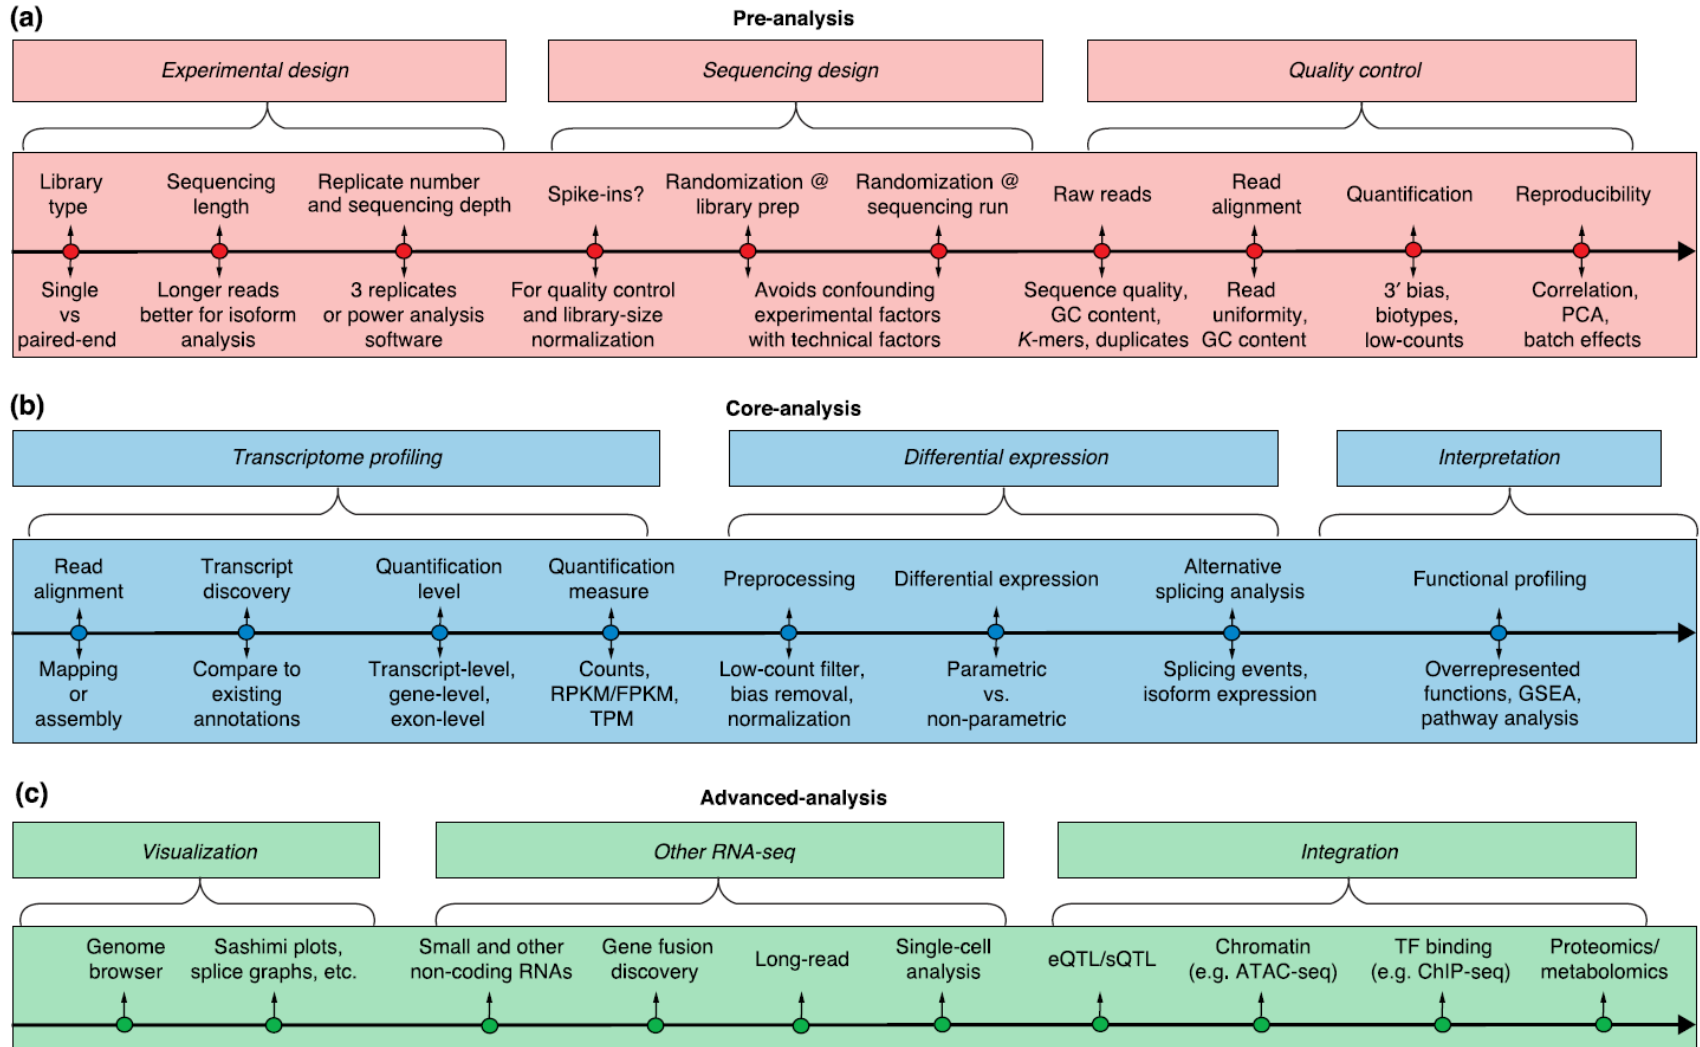 (a)
Pre-analysis
Experimental design
Sequencing design
Quality control
Library
type
Sequencing
length
Replicate number
and sequencing depth
Spike-ins?
Randomization @
library prep
Randomization @
sequencing run
Raw reads
Read
alignment
Quantification
Reproducibility
Single
vs
paired-end
Longer reads
better for isoform
analysis
3 replicates
or power analysis
software
For quality control
and library-size
normalization
Avoids confounding
experimental factors
with technical factors
Sequence quality,
GC content,
K-mers, duplicates
Read
uniformity,
GC content
3′ bias,
biotypes,
low-counts
Correlation,
PCA,
batch effects
(b)
Core-analysis
Transcriptome profiling
Differential expression
Interpretation
Read
alignment
Transcript
discovery
Quantification
level
Quantification
measure
Preprocessing
Differential expression
Alternative
splicing analysis
Functional profiling
Mapping
or
assembly
Compare to
existing
annotations
Transcript-level,
gene-level,
exon-level
Counts,
RPKM/FPKM,
TPM
Low-count filter,
bias removal,
normalization
Parametric
vs.
non-parametric
Splicing events,
isoform expression
Overrepresented
functions, GSEA,
pathway analysis
(c)
Advanced-analysis
Visualization
Other RNA-seq
Integration
Genome
browser
Sashimi plots,
splice graphs, etc.
Small and other
non-coding RNAs
Gene fusion
discovery
Long-read
Single-cell
analysis
eQTL/sQTL
Chromatin
(e.g. ATAC-seq)
TF binding
(e.g. ChIP-seq)
Proteomics/
metabolomics